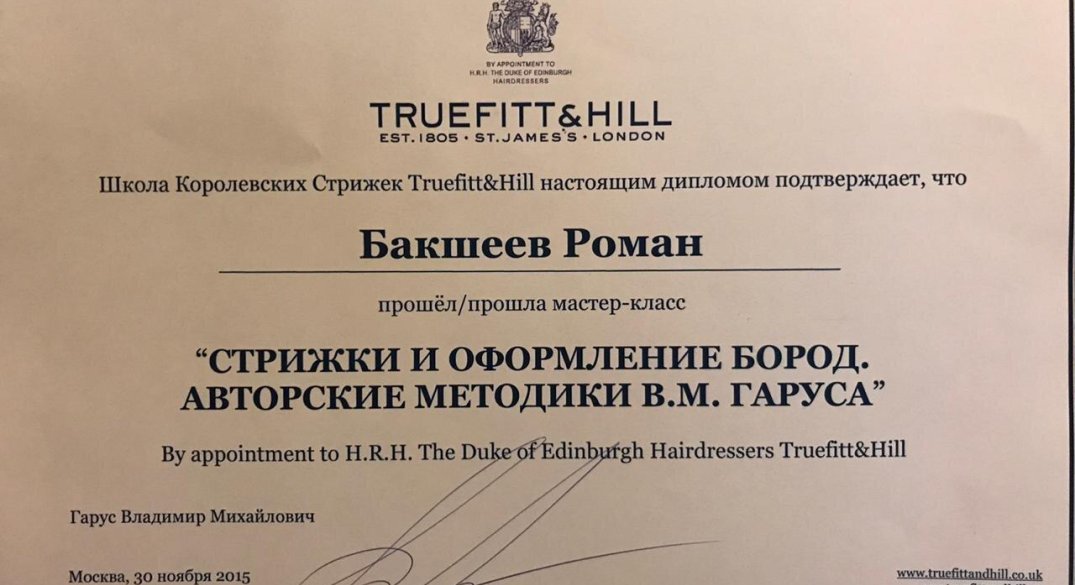 BY APPOINTMENT TO
H.R.H. THE DUKE OF EDINBURGH
HAIRDRESSERS
TRUEFITT&HILL
EST.1805 · ST.JAMES'S · LONDON
Школа Королевских Стрижек Truefitt&Hill настоящим дипломом подтверждает, что
Бакшеев Роман
прошёл/прошла мастер-класс
“СТРИЖКИ И ОФОРМЛЕНИЕ БОРОД.
АВТОРСКИЕ МЕТОДИКИ В.М. ГАРУСА”
By appointment to H.R.H. The Duke of Edinburgh Hairdressers Truefitt&Hill
Гарус Владимир Михайлович
Москва, 30 ноября 2015
www.truefittandhill.co.uk